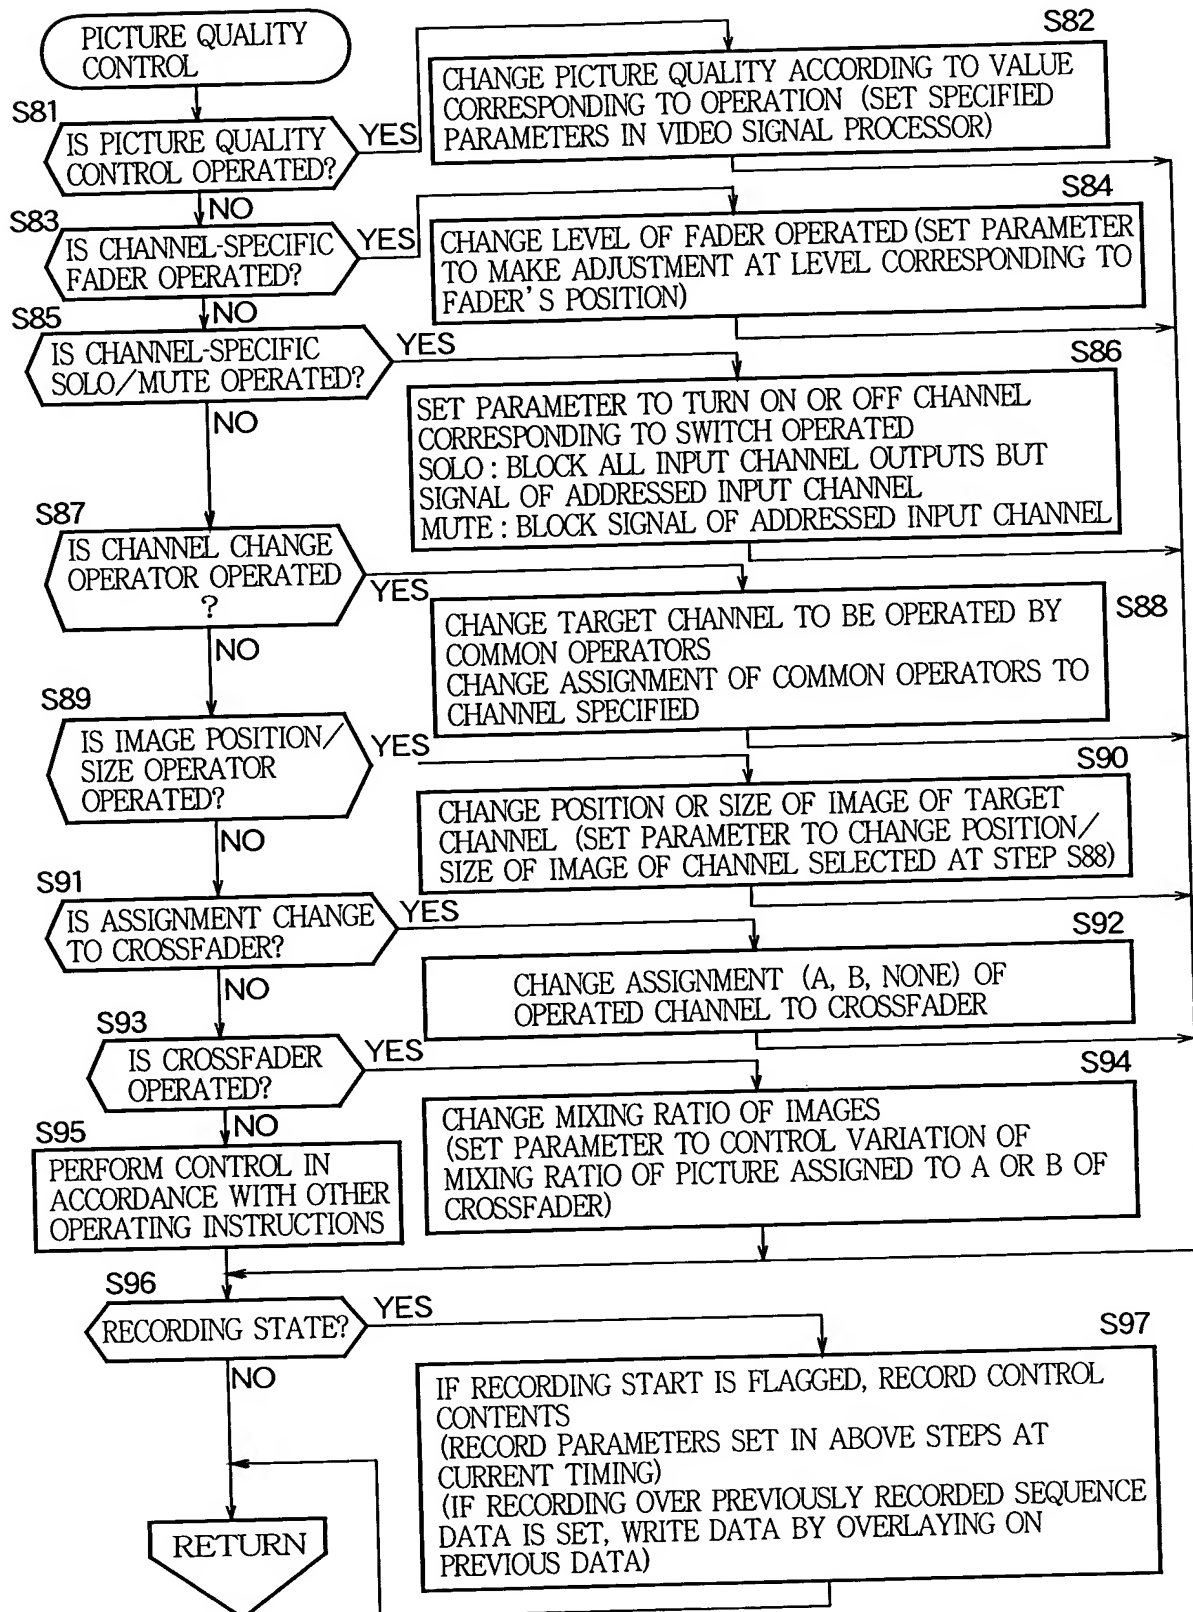 PICTURE QUALITY
CONTROL
S81
IS PICTURE QUALITY
CONTROL OPERATED?
YES
NO
S82
CHANGE PICTURE QUALITY ACCORDING TO VALUE
CORRESPONDING TO OPERATION (SET SPECIFIED
PARAMETERS IN VIDEO SIGNAL PROCESSOR)
S83
IS CHANNEL-SPECIFIC
FADER OPERATED?
YES
NO
S84
CHANGE LEVEL OF FADER OPERATED (SET PARAMETER
TO MAKE ADJUSTMENT AT LEVEL CORRESPONDING TO
FADER'S POSITION)
S85
IS CHANNEL-SPECIFIC
SOLO/MUTE OPERATED?
YES
NO
S86
SET PARAMETER TO TURN ON OR OFF CHANNEL
CORRESPONDING TO SWITCH OPERATED
SOLO : BLOCK ALL INPUT CHANNEL OUTPUTS BUT
SIGNAL OF ADDRESSED INPUT CHANNEL
MUTE : BLOCK SIGNAL OF ADDRESSED INPUT CHANNEL
S87
IS CHANNEL CHANGE
OPERATOR OPERATED
?
YES
NO
S88
CHANGE TARGET CHANNEL TO BE OPERATED BY
COMMON OPERATORS
CHANGE ASSIGNMENT OF COMMON OPERATORS TO
CHANNEL SPECIFIED
S89
IS IMAGE POSITION/
SIZE OPERATOR
OPERATED?
YES
NO
S90
CHANGE POSITION OR SIZE OF IMAGE OF TARGET
CHANNEL (SET PARAMETER TO CHANGE POSITION/
SIZE OF IMAGE OF CHANNEL SELECTED AT STEP S88)
S91
IS ASSIGNMENT CHANGE
TO CROSSFADER?
YES
NO
S92
CHANGE ASSIGNMENT (A, B, NONE) OF
OPERATED CHANNEL TO CROSSFADER
S93
IS CROSSFADER
OPERATED?
YES
NO
S94
CHANGE MIXING RATIO OF IMAGES
(SET PARAMETER TO CONTROL VARIATION OF
MIXING RATIO OF PICTURE ASSIGNED TO A OR B OF
CROSSFADER)
S95
PERFORM CONTROL IN
ACCORDANCE WITH OTHER
OPERATING INSTRUCTIONS
S96
RECORDING STATE?
YES
NO
S97
IF RECORDING START IS FLAGGED, RECORD CONTROL
CONTENTS
(RECORD PARAMETERS SET IN ABOVE STEPS AT
CURRENT TIMING)
(IF RECORDING OVER PREVIOUSLY RECORDED SEQUENCE
DATA IS SET, WRITE DATA BY OVERLAYING ON
PREVIOUS DATA)
RETURN